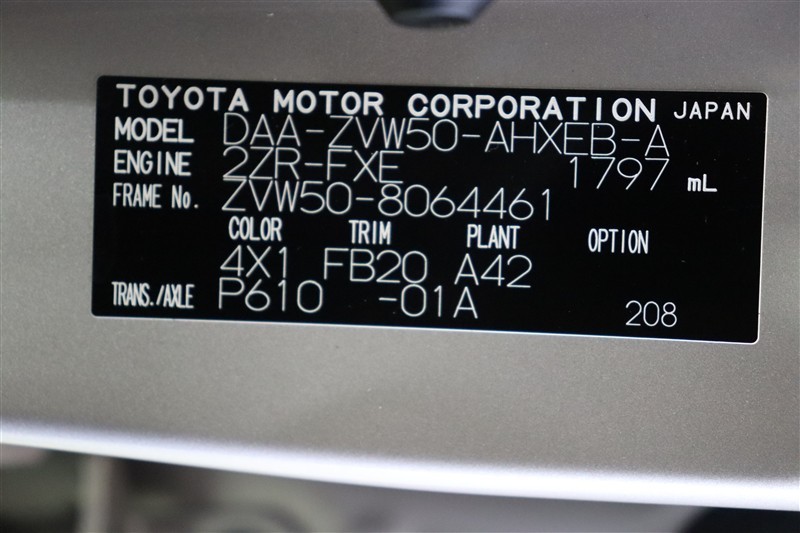 TOYOTA MOTOR CORPORATION JAPAN
MODEL DAA-ZVW50-AHXEB-A
ENGINE 2ZR-FXE 1797 mL
FRAME No. ZVW50-8064461
COLOR TRIM PLANT OPTION
4X1 FB20 A42
TRANS./AXLE P610 -01A 208